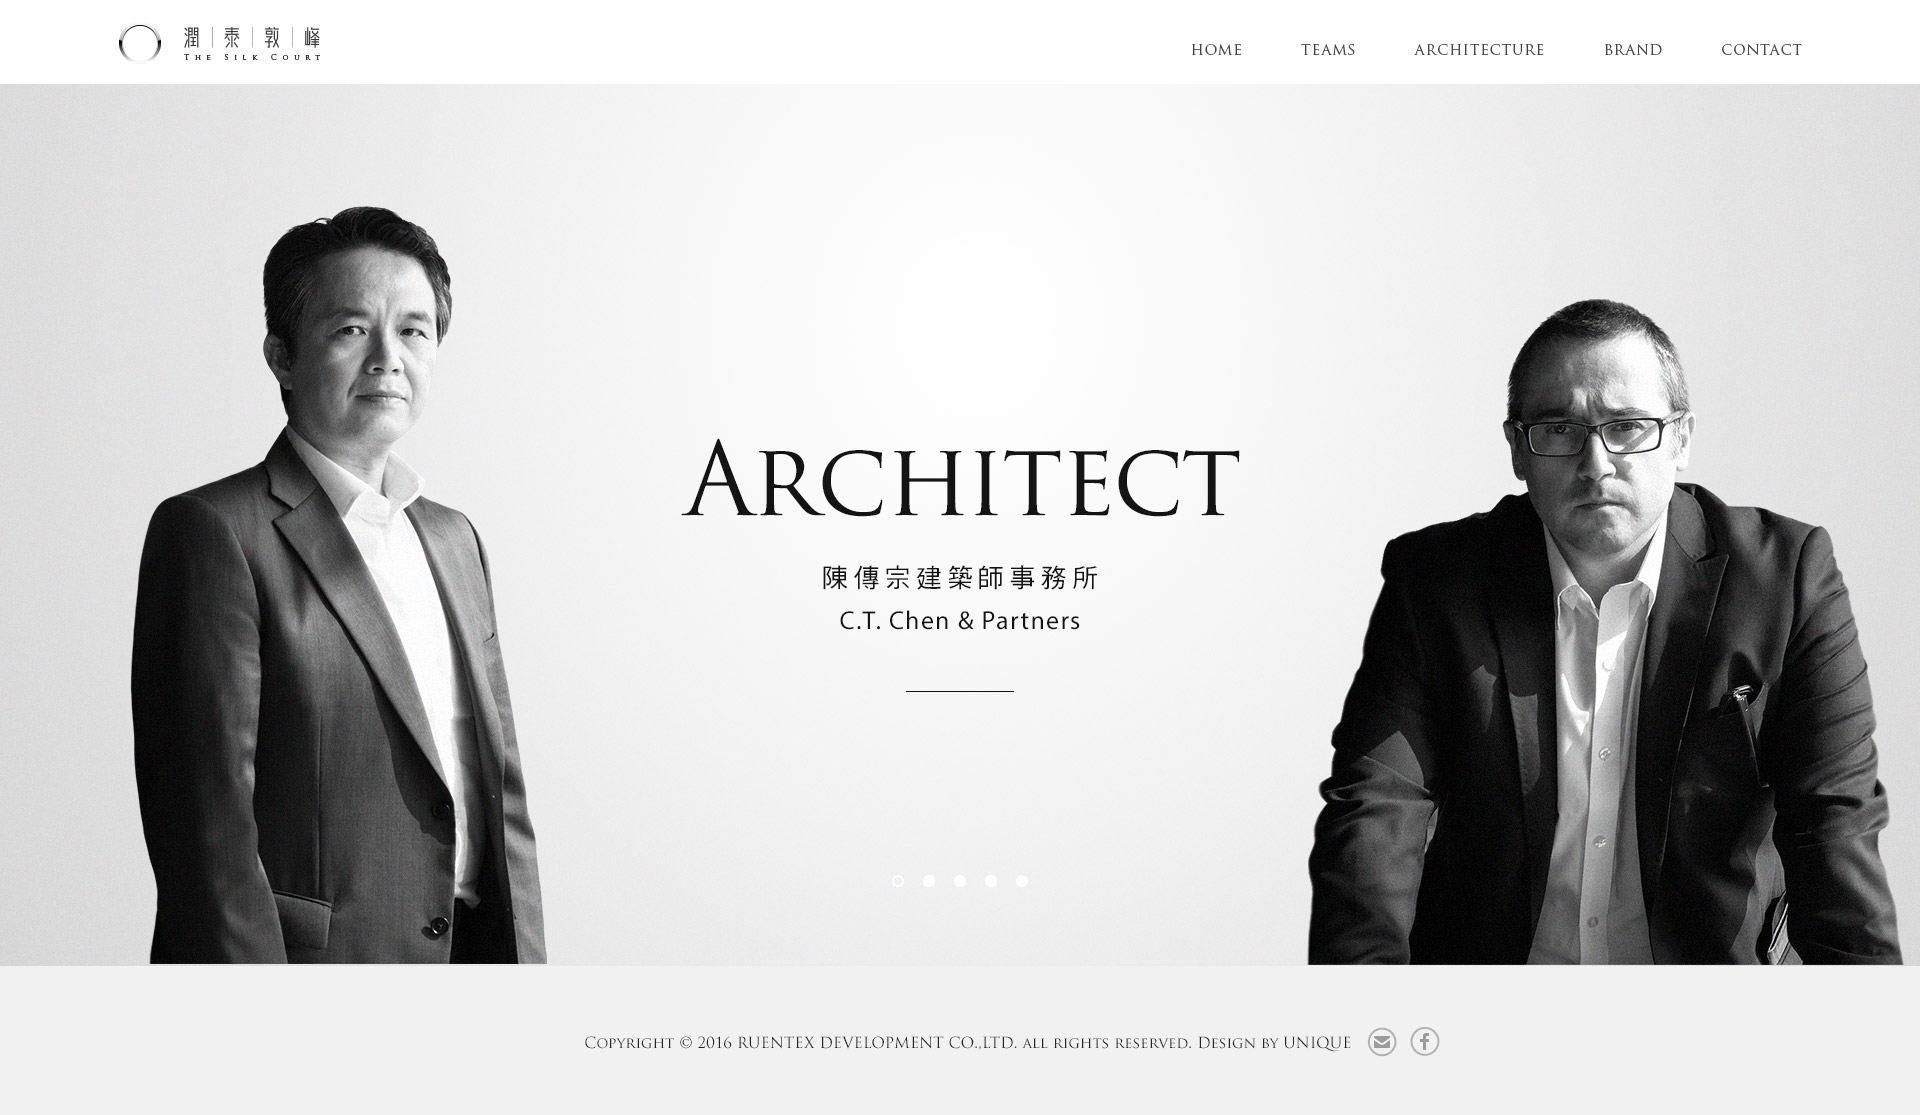 潤｜泰｜敦｜峰
The Silk Court
HOME TEAMS ARCHITECTURE BRAND CONTACT
Architect
陳傳宗建築師事務所
C.T. Chen & Partners
Copyright © 2016 RUENTEX DEVELOPMENT CO.,LTD. all rights reserved. Design by UNIQUE